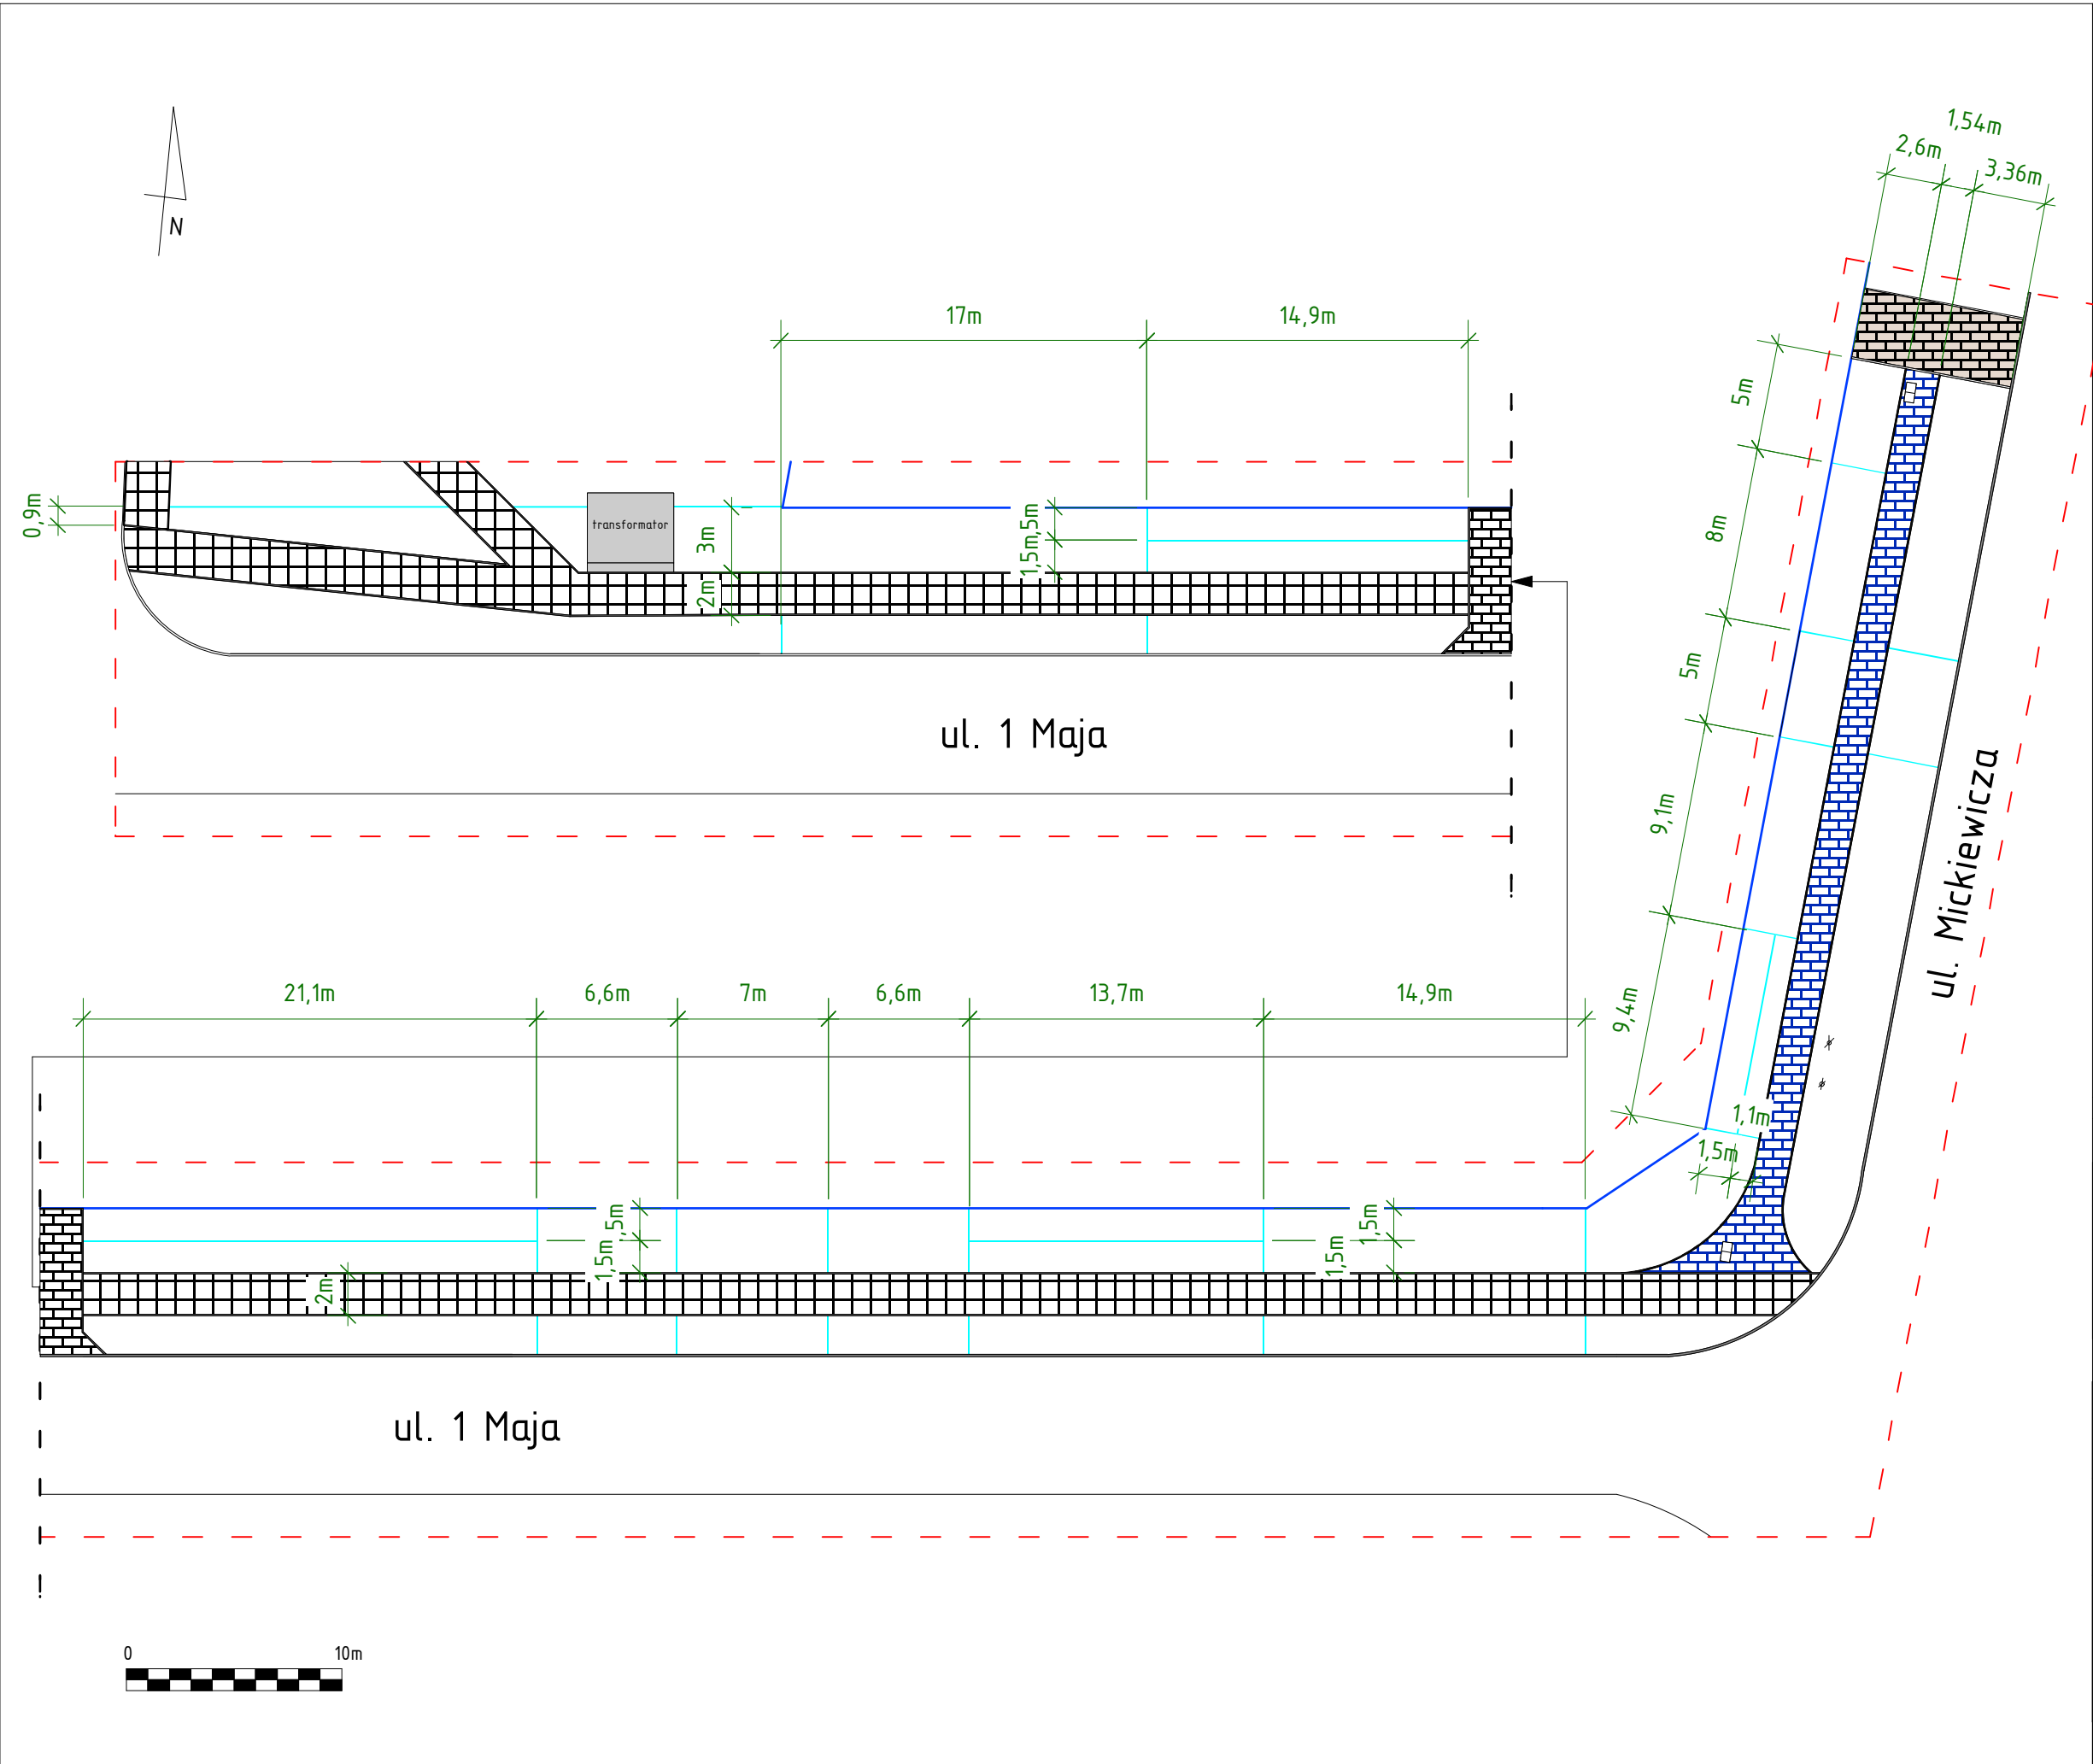 1,54m
2,6m
3,36m
N
17m
14,9m
5m
0,9m
transformator
3m
1,5m
1,5m
8m
2m
5m
ul. 1 Maja
9,1m
ul. Mickiewicza
21,1m
6,6m
7m
6,6m
13,7m
14,9m
9,4m
1,1m
1,5m
1,5m
1,5m
1,5m
1,5m
2m
ul. 1 Maja
0
10m